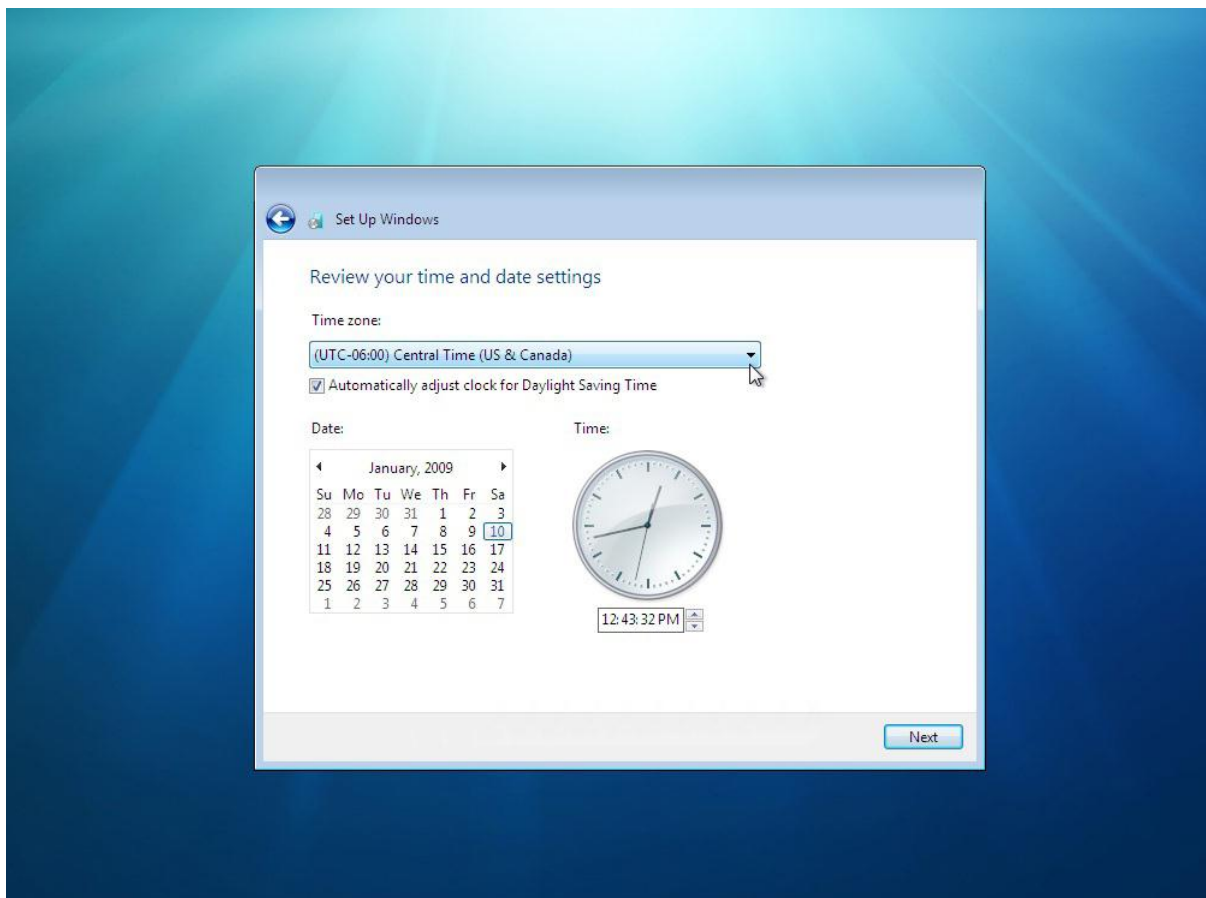 Set Up Windows
Review your time and date settings
Time zone:
(UTC-06:00) Central Time (US & Canada)
Automatically adjust clock for Daylight Saving Time
Date:
January, 2009
Su Mo Tu We Th Fr Sa
28 29 30 31 1 2 3
4 5 6 7 8 9 10
11 12 13 14 15 16 17
18 19 20 21 22 23 24
25 26 27 28 29 30 31
1 2 3 4 5 6 7
Time:
12:43:32 PM
Next